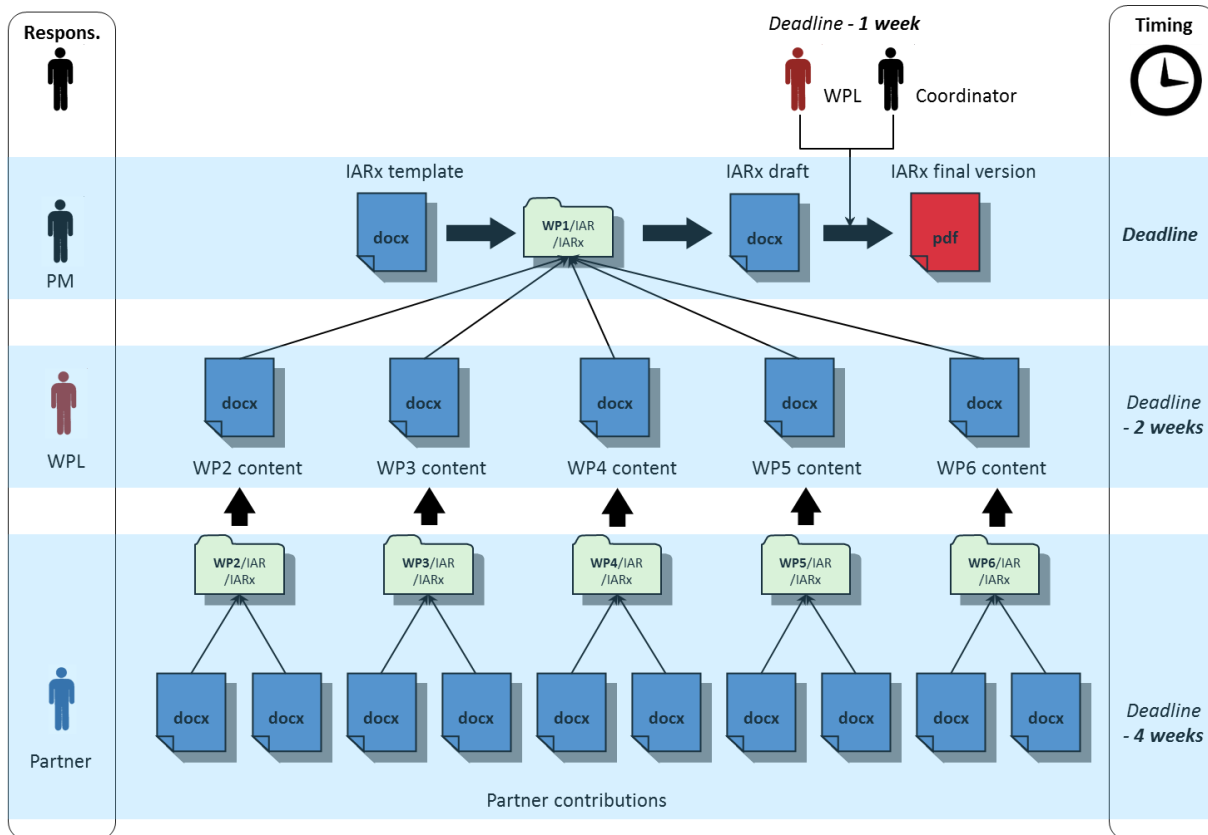 Respons.
Deadline - 1 week
Timing
WPL
Coordinator
IARx template
IARx draft
IARx final version
docx
WP1/IAR
/IARx
docx
pdf
Deadline
PM
docx
docx
docx
docx
docx
Deadline
- 2 weeks
WPL
WP2 content
WP3 content
WP4 content
WP5 content
WP6 content
WP2/IAR
/IARx
WP3/IAR
/IARx
WP4/IAR
/IARx
WP5/IAR
/IARx
WP6/IAR
/IARx
docx
docx
docx
docx
docx
docx
docx
docx
docx
docx
Deadline
- 4 weeks
Partner
Partner contributions